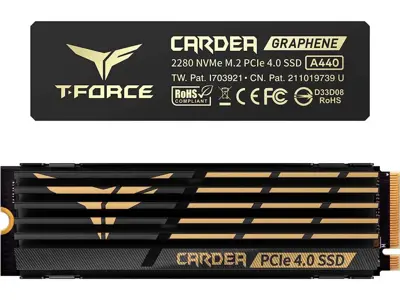 T-FORCE
CARDEA GRAPHENE
2280 NVMe M.2 PCIe 4.0 SSD A440
TW. Pat. I703921 • CN. Pat. 211019739 U
RoHS COMPLIANT
CE FC
D33D08
RoHS
CARDEA PCIe 4.0 SSD